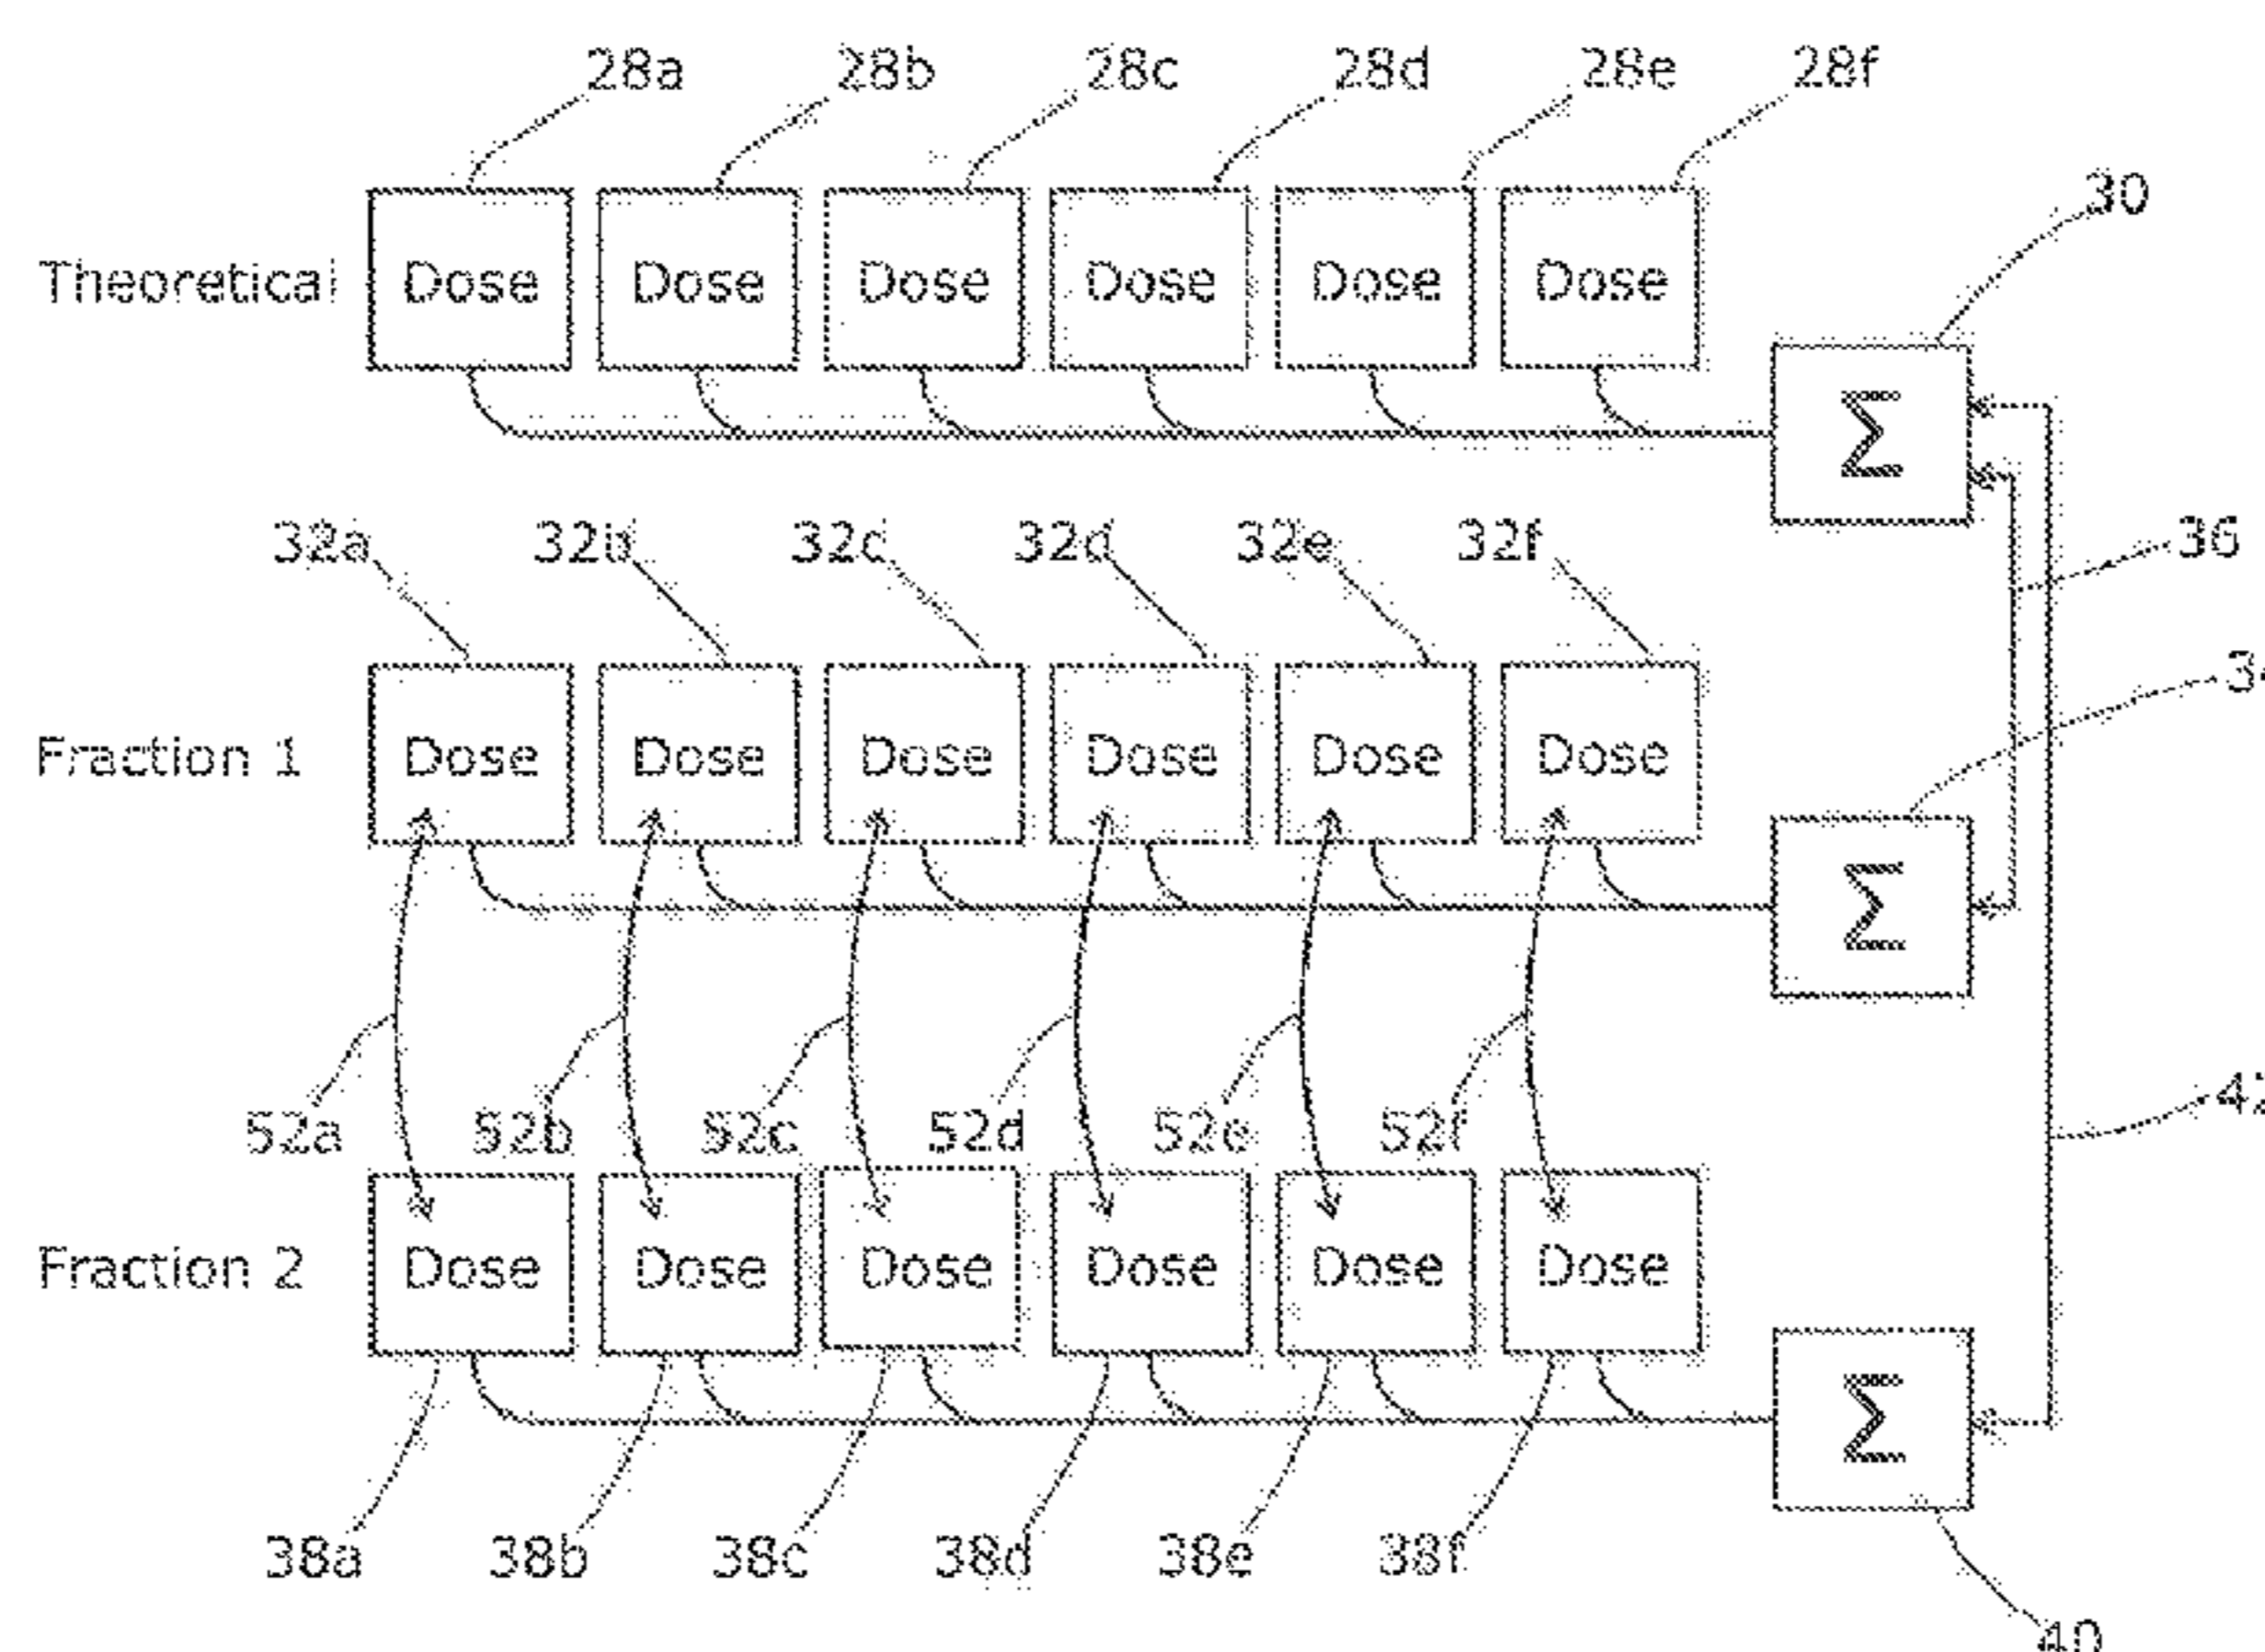 28a 28b 28c 28d 28e 28f
30
Theoretical Dose Dose Dose Dose Dose Dose
Σ
32a 32b 32c 32d 32e 32f
36
Fraction 1 Dose Dose Dose Dose Dose Dose
Σ
52a 52b 52c 52d 52e 52f
42
Fraction 2 Dose Dose Dose Dose Dose Dose
Σ
38a 38b 38c 38d 38e 38f
40